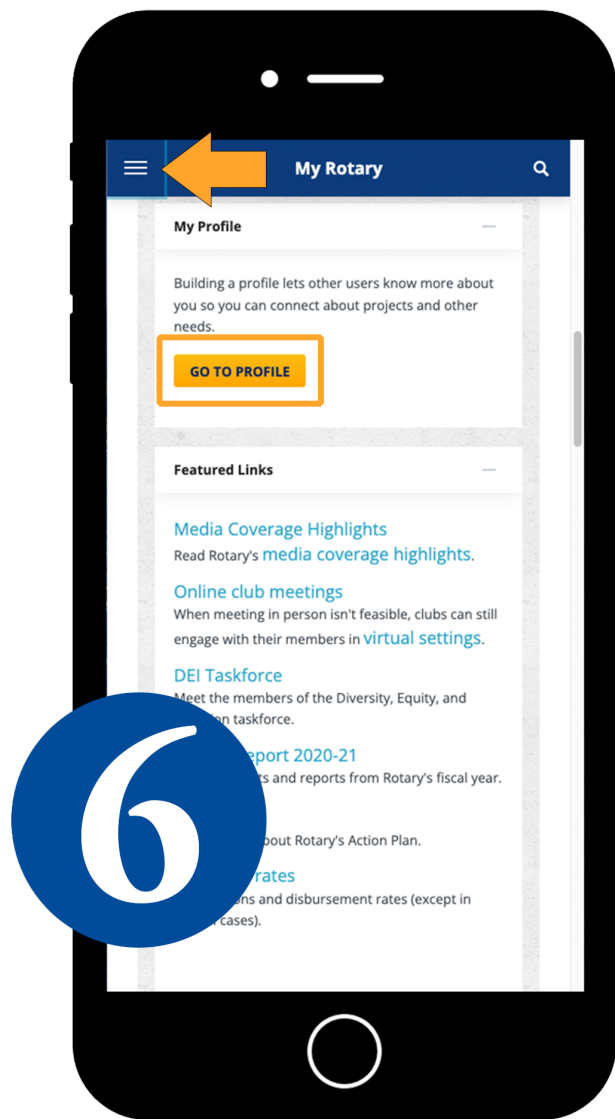 My Rotary
My Profile
Building a profile lets other users know more about
you so you can connect about projects and other
needs.
GO TO PROFILE
Featured Links
Media Coverage Highlights
Read Rotary's media coverage highlights.
Online club meetings
When meeting in person isn't feasible, clubs can still
engage with their members in virtual settings.
DEI Taskforce
Meet the members of the Diversity, Equity, and
taskforce.
2020-21
and reports from Rotary's fiscal year.
Rotary's Action Plan.
rates
and disbursement rates (except in
cases).
6